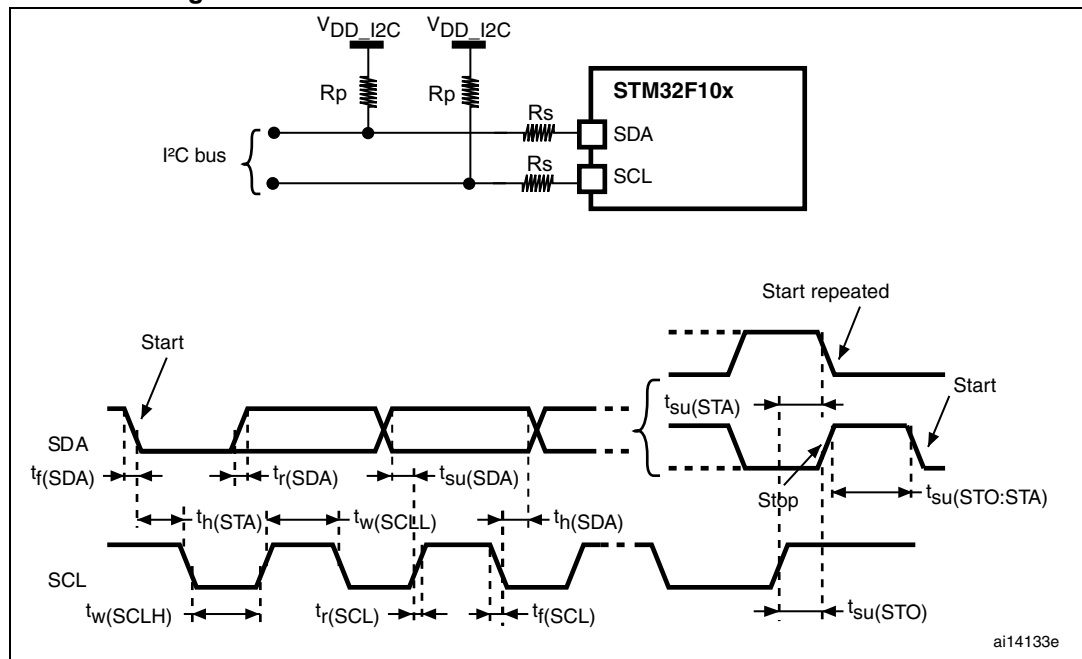 VDD_I2C VDD_I2C
STM32F10x
Rp Rp
Rs
SDA
I²C bus
Rs
SCL
Start repeated
Start
Start
tsu(STA)
SDA
tf(SDA) tr(SDA) tsu(SDA)
Stop
tsu(STO:STA)
th(STA) tw(SCLL) th(SDA)
SCL
tw(SCLH) tr(SCL) tf(SCL) tsu(STO)
ai14133e